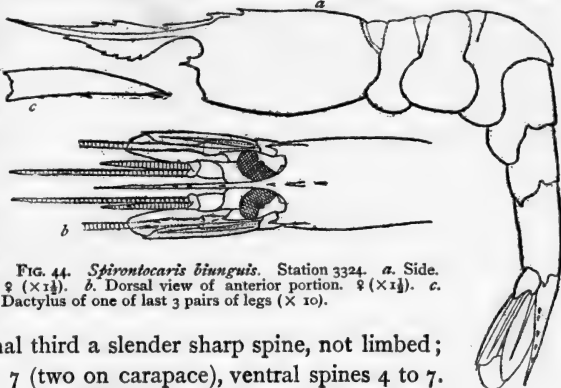 a
c
b
FIG. 44. Spirontocaris biunguis. Station 3324. a. Side.
♀ (×1½). b. Dorsal view of anterior portion. ♀ (×1½). c.
Dactylus of one of last 3 pairs of legs (× 10).
nal third a slender sharp spine, not limbed;
7 (two on carapace), ventral spines 4 to 7.